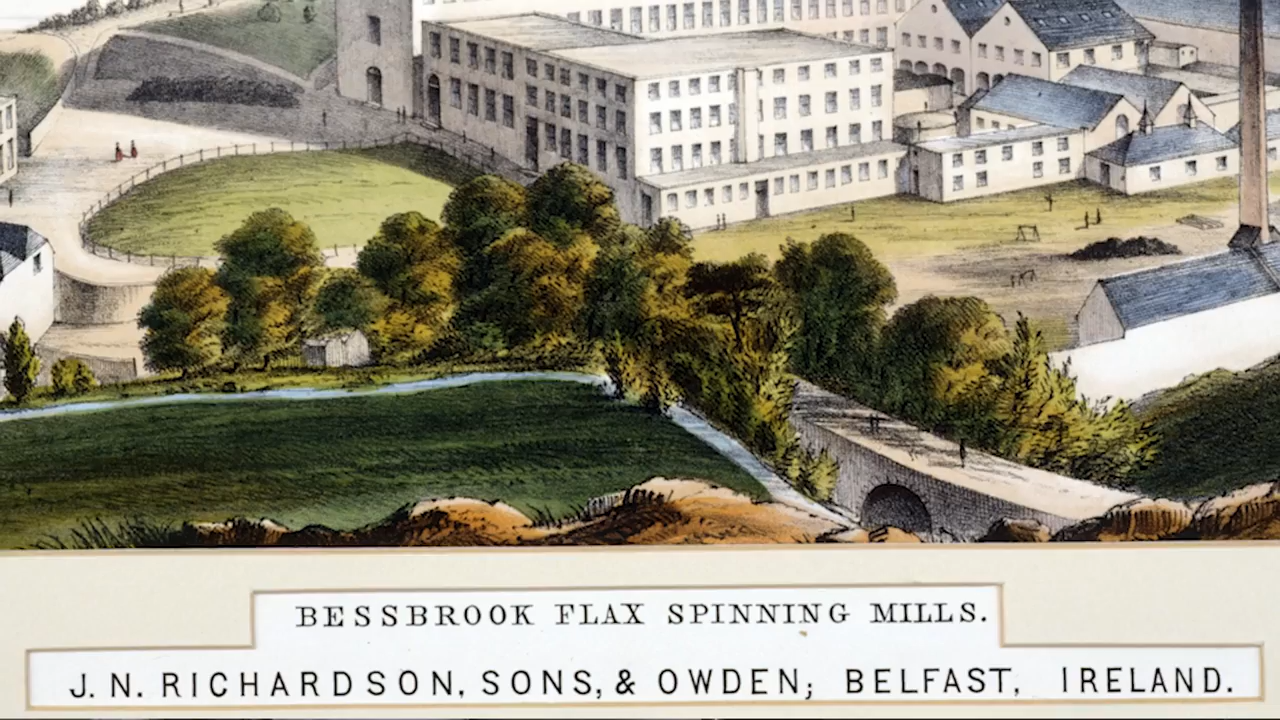 BESSBROOK FLAX SPINNING MILLS.
J. N. RICHARDSON, SONS, & OWDEN; BELFAST, IRELAND.